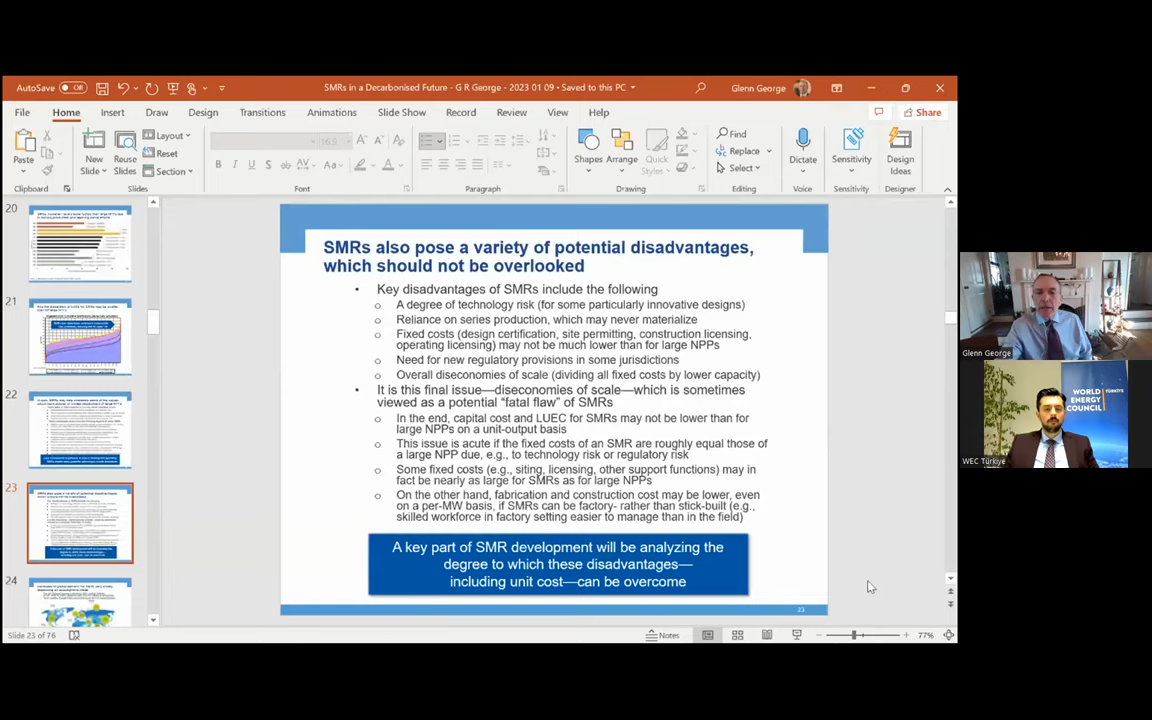 AutoSave Off
SMRs in a Decarbonised Future - G R George - 2023 01 09 • Saved to this PC
Glenn George
File Home Insert Draw Design Transitions Animations Slide Show Record Review View Help
Share
Paste
New
Slide
Reuse
Slides
Layout
Reset
Section
Shapes
Arrange
Quick
Styles
Find
Replace
Select
Dictate
Sensitivity
Design
Ideas
Clipboard
Slides
Font
Paragraph
Drawing
Editing
Voice
Sensitivity
Designer
20
21
22
23
24
SMRs also pose a variety of potential disadvantages,
which should not be overlooked
• Key disadvantages of SMRs include the following
o A degree of technology risk (for some particularly innovative designs)
o Reliance on series production, which may never materialize
o Fixed costs (design certification, site permitting, construction licensing,
operating licensing) may not be much lower than for large NPPs
o Need for new regulatory provisions in some jurisdictions
o Overall diseconomies of scale (dividing all fixed costs by lower capacity)
• It is this final issue—diseconomies of scale—which is sometimes
viewed as a potential “fatal flaw” of SMRs
o In the end, capital cost and LUEC for SMRs may not be lower than for
large NPPs on a unit-output basis
o This issue is acute if the fixed costs of an SMR are roughly equal those of
a large NPP due, e.g., to technology risk or regulatory risk
o Some fixed costs (e.g., siting, licensing, other support functions) may in
fact be nearly as large for SMRs as for large NPPs
o On the other hand, fabrication and construction cost may be lower, even
on a per-MW basis, if SMRs can be factory- rather than stick-built (e.g.,
skilled workforce in factory setting easier to manage than in the field)
A key part of SMR development will be analyzing the
degree to which these disadvantages—
including unit cost—can be overcome
23
Slide 23 of 76
Notes
77%
Glenn George
WORLD
ENERGY
COUNCIL
TÜRKİYE
WEC Türkiye